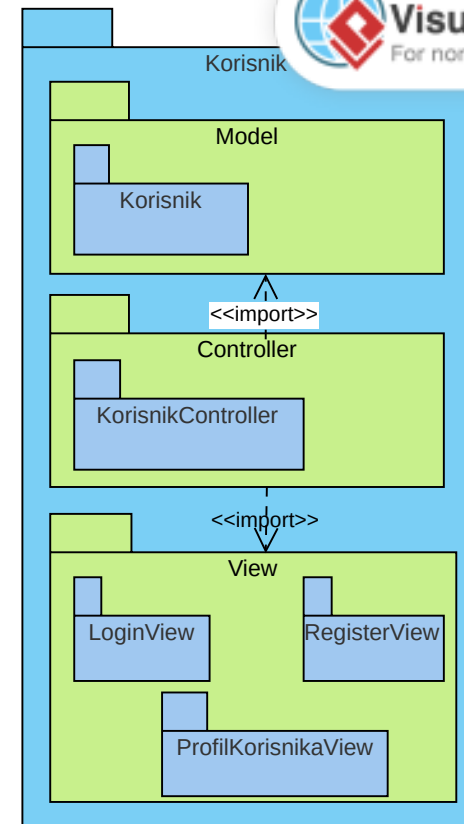 Visu
For nor
Korisnik
Model
Korisnik
<<import>>
Controller
KorisnikController
<<import>>
View
LoginView
RegisterView
ProfilKorisnikaView